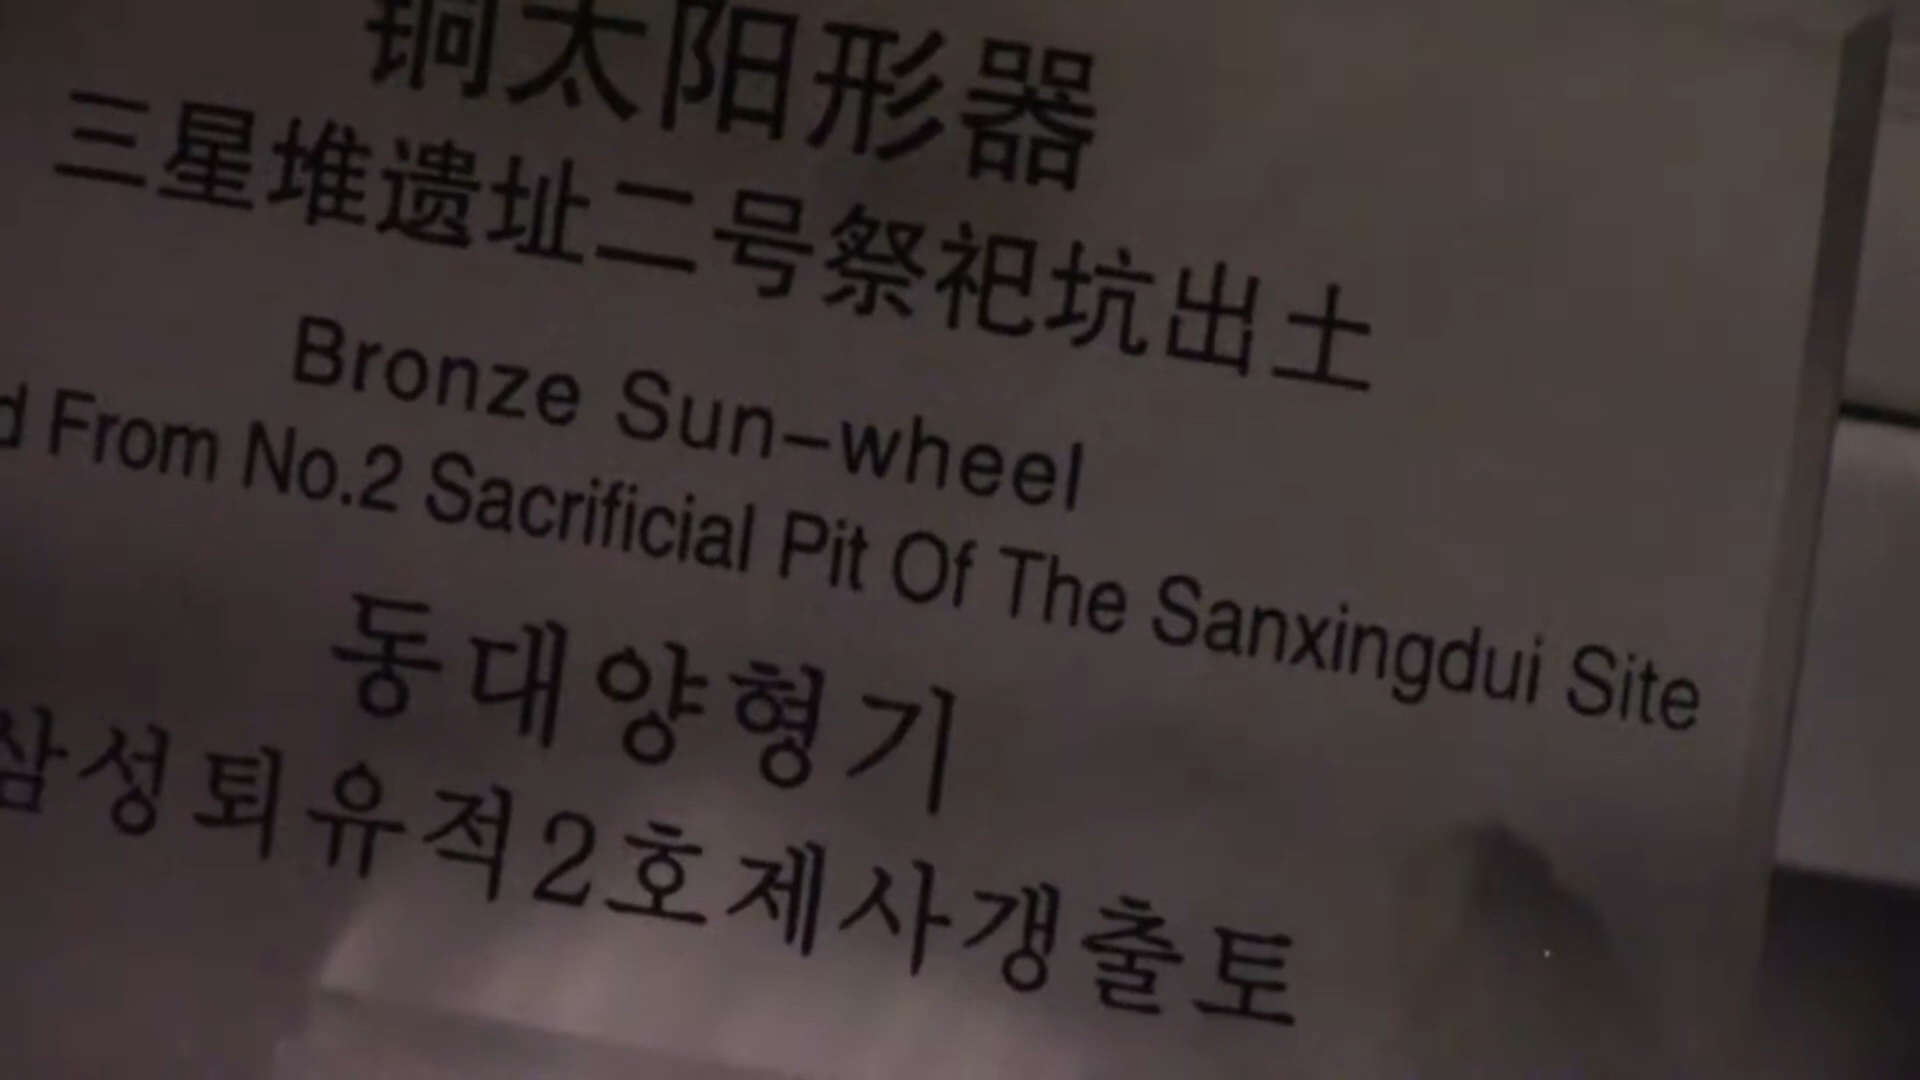 铜太阳形器
三星堆遗址二号祭祀坑出土
Bronze Sun-wheel
d From No.2 Sacrificial Pit Of The Sanxingdui Site
동대양형기
삼성퇴유적2호제사갱출토